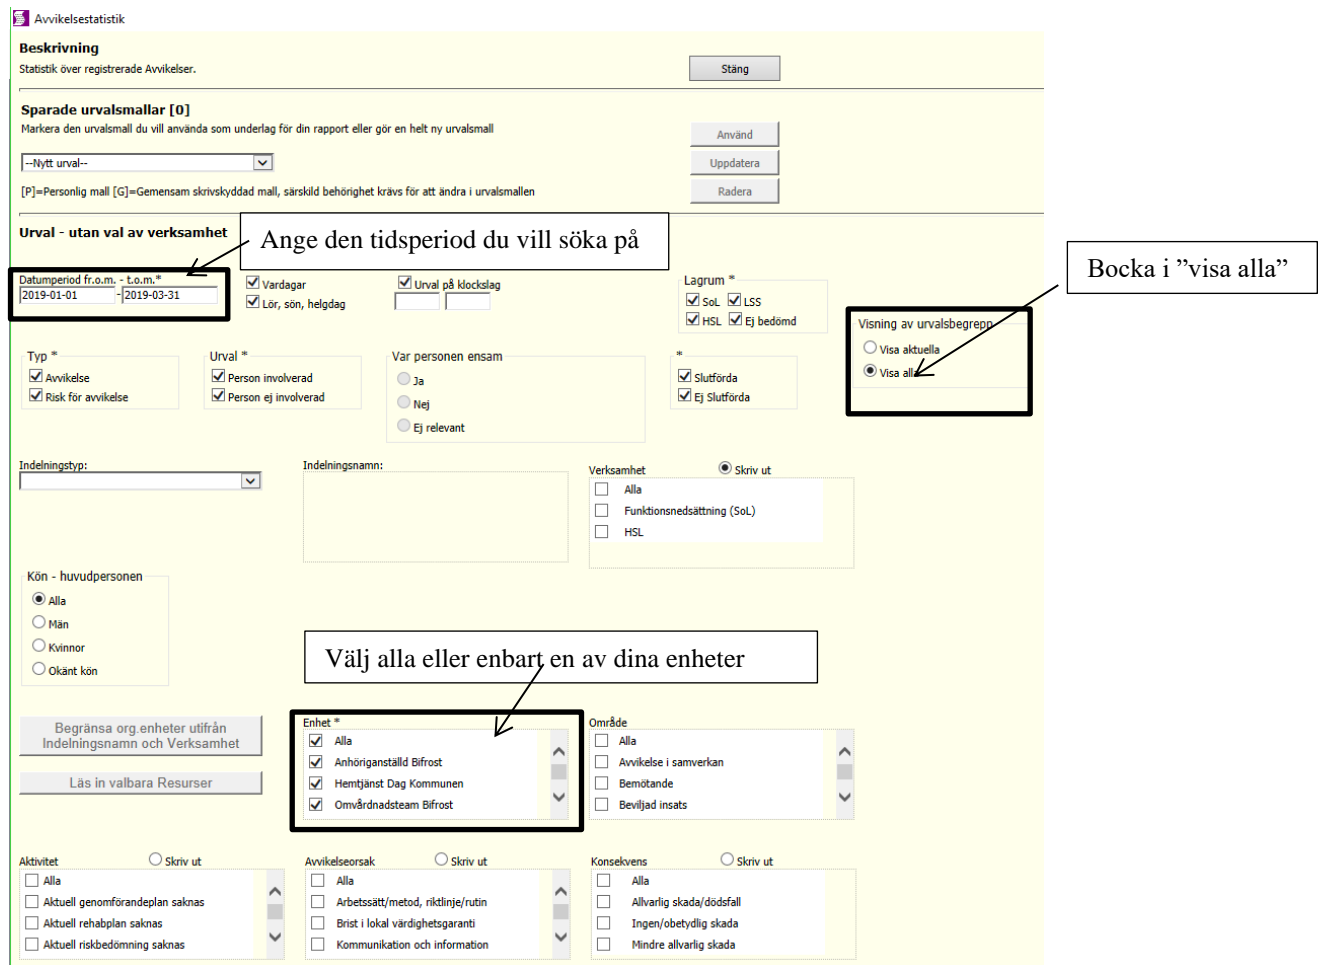 Avvikelsestatistik
Beskrivning
Statistik över registrerade Avvikelser.
Stäng
Sparade urvalsmallar [0]
Markera den urvalsmall du vill använda som underlag för din rapport eller gör en helt ny urvalsmall
Använd
--Nytt urval--
Uppdatera
[P]=Personlig mall [G]=Gemensam skrivskyddad mall, särskild behörighet krävs för att ändra i urvalsmallen
Radera
Urval - utan val av verksamhet
Ange den tidsperiod du vill söka på
Bocka i ”visa alla”
Datumperiod fr.o.m. - t.o.m.*
2019-01-01 - 2019-03-31
Vardagar
Lör, sön, helgdag
Urval på klockslag
Lagrum *
SoL LSS
HSL Ej bedömd
Visning av urvalsbegrepp
Visa aktuella
Visa alla
Typ *
Avvikelse
Risk för avvikelse
Urval *
Person involverad
Person ej involverad
Var personen ensam
Ja
Nej
Ej relevant
*
Slutförda
Ej Slutförda
Indelningstyp:
Indelningsnamn:
Verksamhet Skriv ut
Alla
Funktionsnedsättning (SoL)
HSL
Kön - huvudpersonen
Alla
Män
Kvinnor
Okänt kön
Välj alla eller enbart en av dina enheter
Begränsa org.enheter utifrån
Indelningsnamn och Verksamhet
Läs in valbara Resurser
Enhet *
Alla
Anhöriganställd Bifrost
Hemtjänst Dag Kommunen
Omvårdnadsteam Bifrost
Område
Alla
Avvikelse i samverkan
Bemötande
Beviljad insats
Aktivitet Skriv ut
Alla
Aktuell genomförandeplan saknas
Aktuell rehabplan saknas
Aktuell riskbedömning saknas
Avvikelseorsak Skriv ut
Alla
Arbetssätt/metod, riktlinje/rutin
Brist i lokal värdighetsgaranti
Kommunikation och information
Konsekvens Skriv ut
Alla
Allvarlig skada/dödsfall
Ingen/obetydlig skada
Mindre allvarlig skada